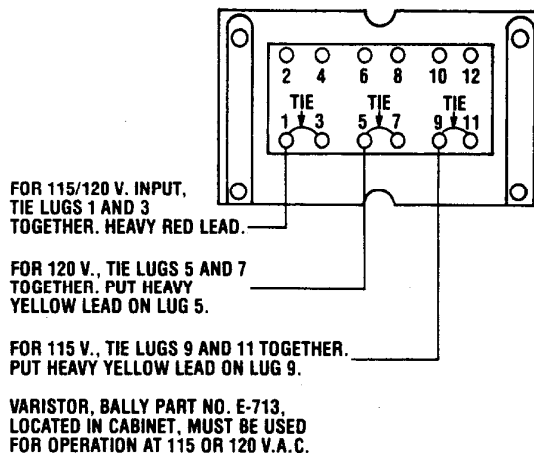 2 4 6 8 10 12
TIE TIE TIE
1 3 5 7 9 11
FOR 115/120 V. INPUT,
TIE LUGS 1 AND 3
TOGETHER. HEAVY RED LEAD.
FOR 120 V., TIE LUGS 5 AND 7
TOGETHER. PUT HEAVY
YELLOW LEAD ON LUG 5.
FOR 115 V., TIE LUGS 9 AND 11 TOGETHER.
PUT HEAVY YELLOW LEAD ON LUG 9.
VARISTOR, BALLY PART NO. E-713,
LOCATED IN CABINET, MUST BE USED
FOR OPERATION AT 115 OR 120 V.A.C.